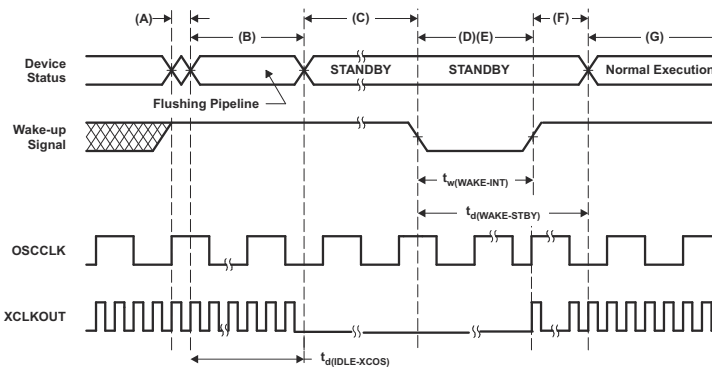 (A)
(B)
(C)
(D)(E)
(F)
(G)
Device
Status
STANDBY
STANDBY
Normal Execution
Flushing Pipeline
Wake-up
Signal
tw(WAKE-INT)
td(WAKE-STBY)
OSCCLK
XCLKOUT
td(IDLE-XCOS)